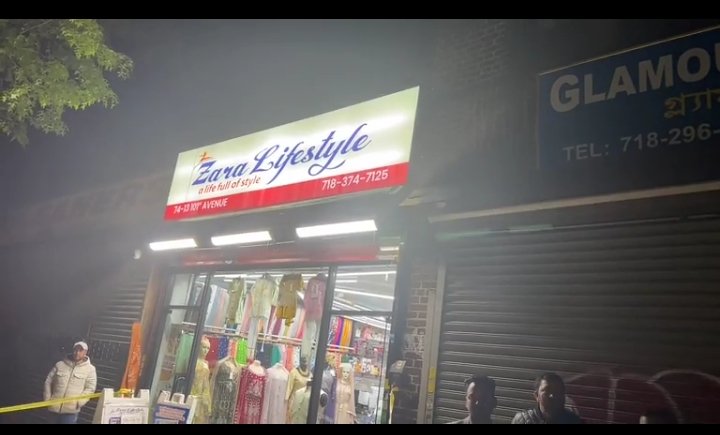 Zara Lifestyle
a life full of style
718-374-7125
74-13 101ST AVENUE
GLAMOU
গ্ল্যা
TEL: 718-296-